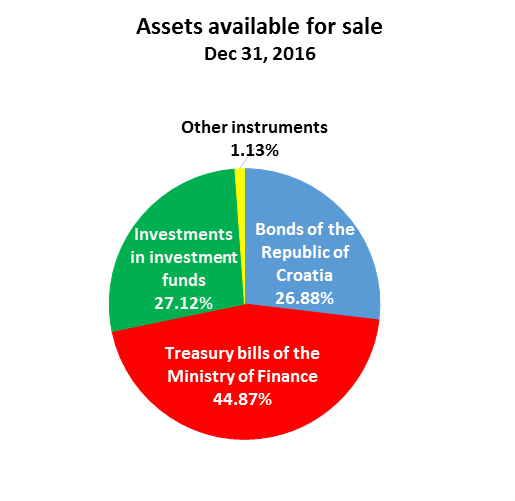 Assets available for sale
Dec 31, 2016
Other instruments
1.13%
Bonds of the
Republic of
Croatia
26.88%
Investments
in investment
funds
27.12%
Treasury bills of the
Ministry of Finance
44.87%